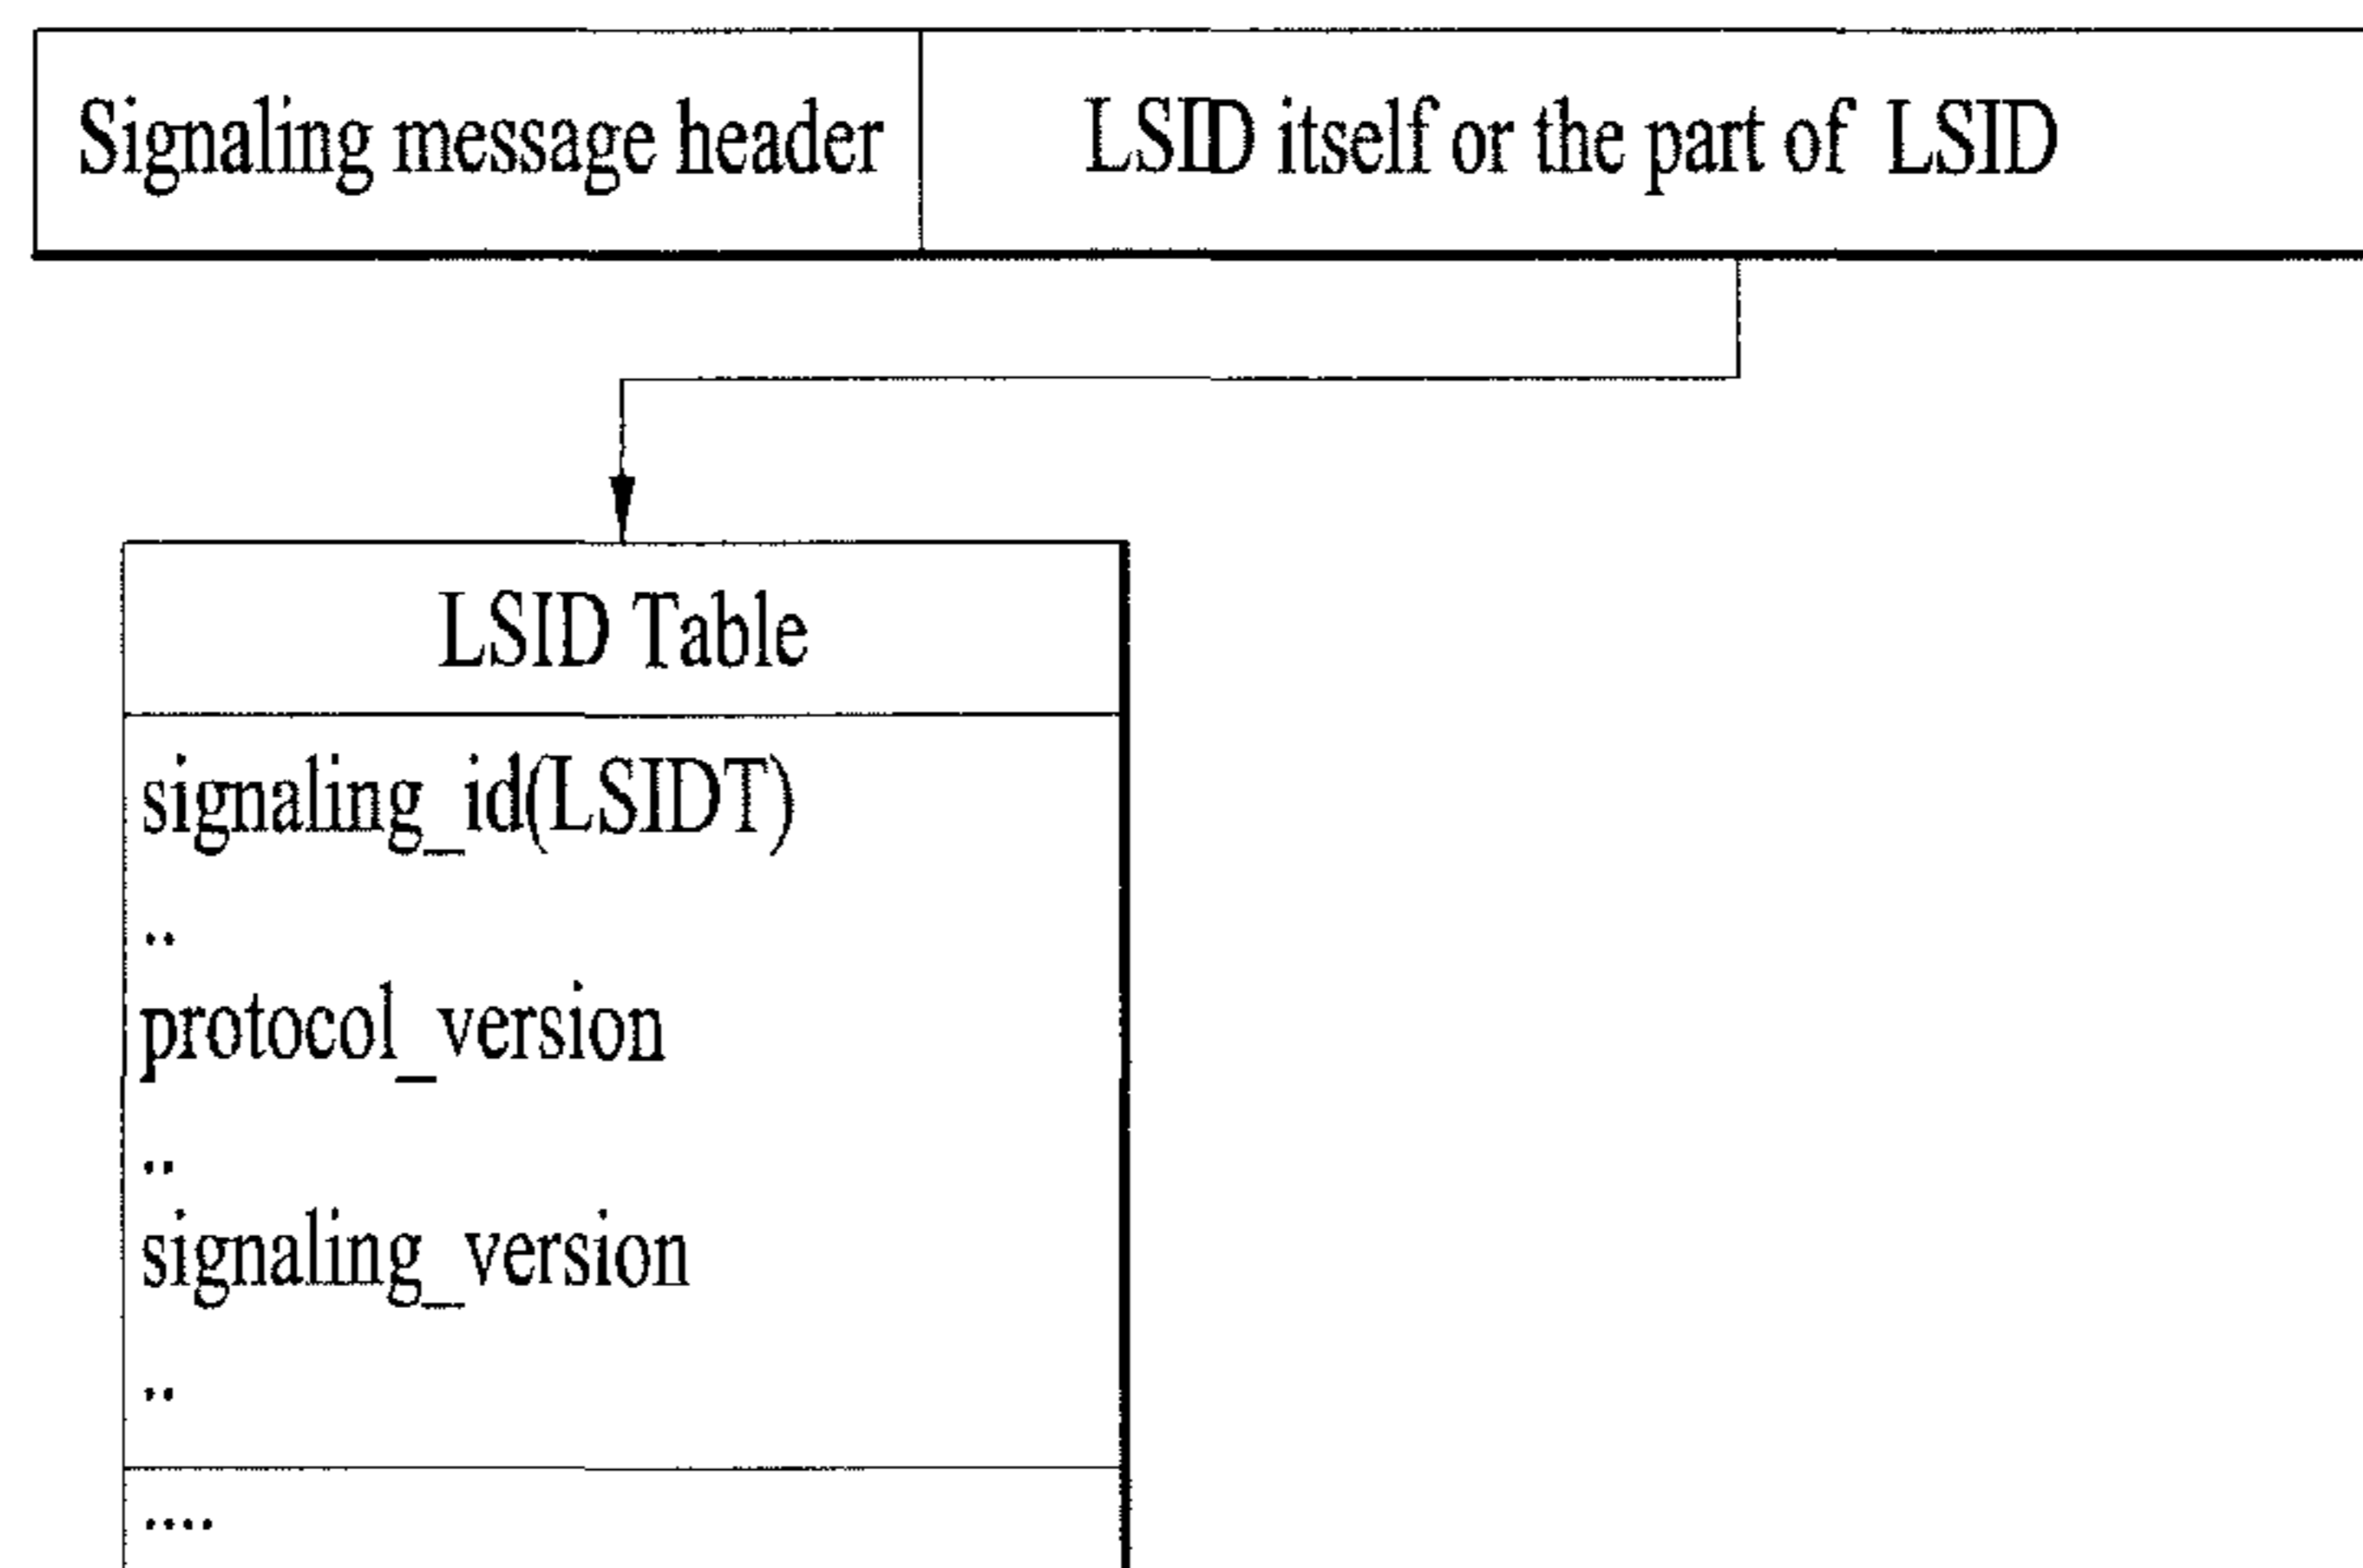 Signaling message header
LSID itself or the part of LSID
LSID Table
signaling_id(LSIDT)
..
protocol_version
..
signaling_version
..
....